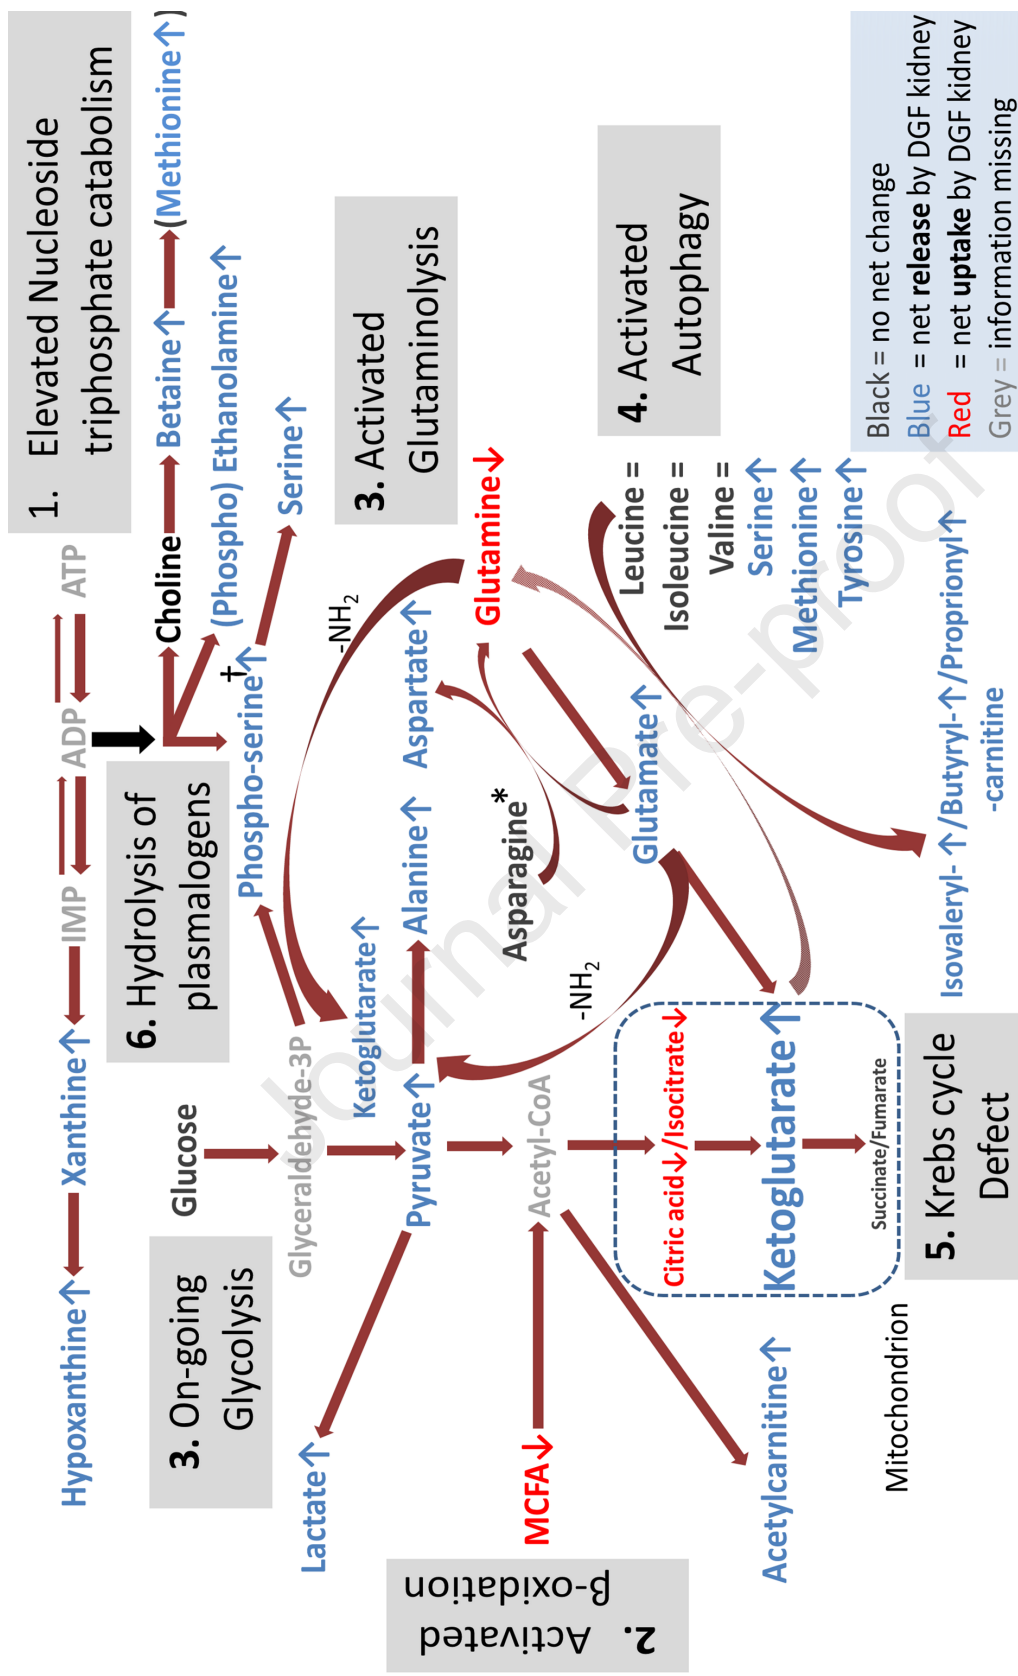 1. Elevated Nucleoside
triphosphate catabolism
Hypoxanthine↑
Xanthine↑
IMP
ADP
ATP
6. Hydrolysis of
plasmalogens
Choline
Betaine↑
(Methionine↑)
(Phospho) Ethanolamine↑
Phospho-serine↑†
Serine↑
3. On-going
Glycolysis
Glucose
Glyceraldehyde-3P
Lactate↑
Pyruvate↑
Ketoglutarate↑
Alanine↑
Aspartate↑
-NH2
3. Activated
Glutaminolysis
Glutamine↓
Asparagine*
2. Activated
β-oxidation
MCFA↓
Acetyl-CoA
-NH2
Glutamate↑
4. Activated
Autophagy
Leucine =
Isoleucine =
Valine =
Serine↑
Methionine↑
Tyrosine↑
Citric acid↓/Isocitrate↓
Ketoglutarate↑
Succinate/Fumarate
Acetylcarnitine↑
Mitochondrion
5. Krebs cycle
Defect
Isovaleryl-↑/Butyryl-↑/Proprionyl↑
-carnitine
Black = no net change
Blue = net release by DGF kidney
Red = net uptake by DGF kidney
Grey = information missing
Journal Pre-proof